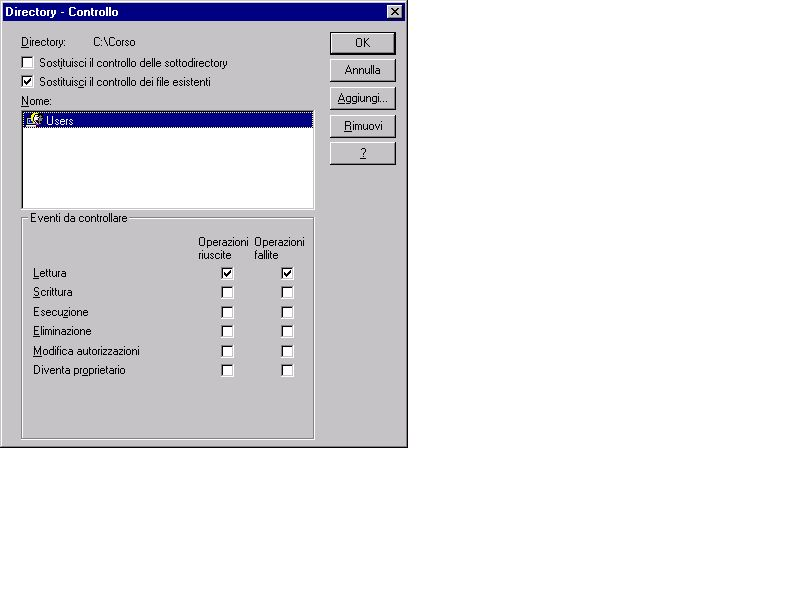 Directory - Controllo
Directory: C:\Corso
OK
Sostituisci il controllo delle sottodirectory
Annulla
Sostituisci il controllo dei file esistenti
Aggiungi...
Nome:
Users
Rimuovi
?
Eventi da controllare
Operazioni riuscite
Operazioni fallite
Lettura
Scrittura
Esecuzione
Eliminazione
Modifica autorizzazioni
Diventa proprietario